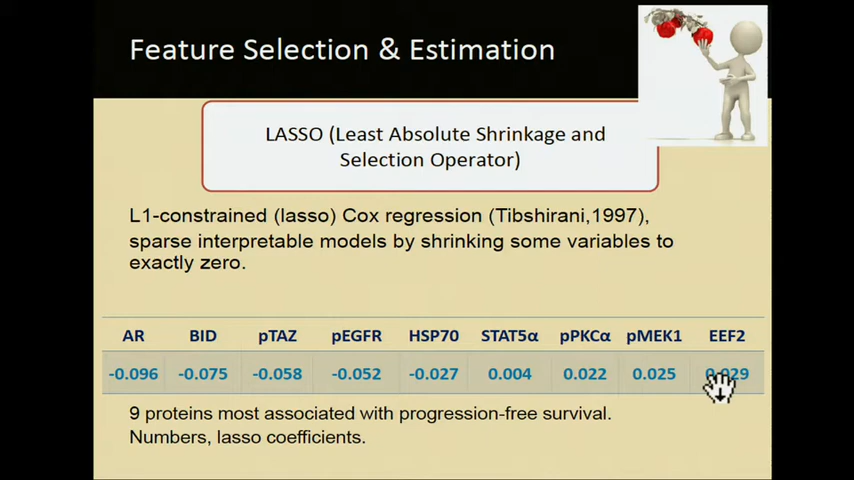 Feature Selection & Estimation
LASSO (Least Absolute Shrinkage and
Selection Operator)
L1-constrained (lasso) Cox regression (Tibshirani,1997),
sparse interpretable models by shrinking some variables to
exactly zero.
AR BID pTAZ pEGFR HSP70 STAT5α pPKCα pMEK1 EEF2
-0.096 -0.075 -0.058 -0.052 -0.027 0.004 0.022 0.025 0.029
9 proteins most associated with progression-free survival.
Numbers, lasso coefficients.